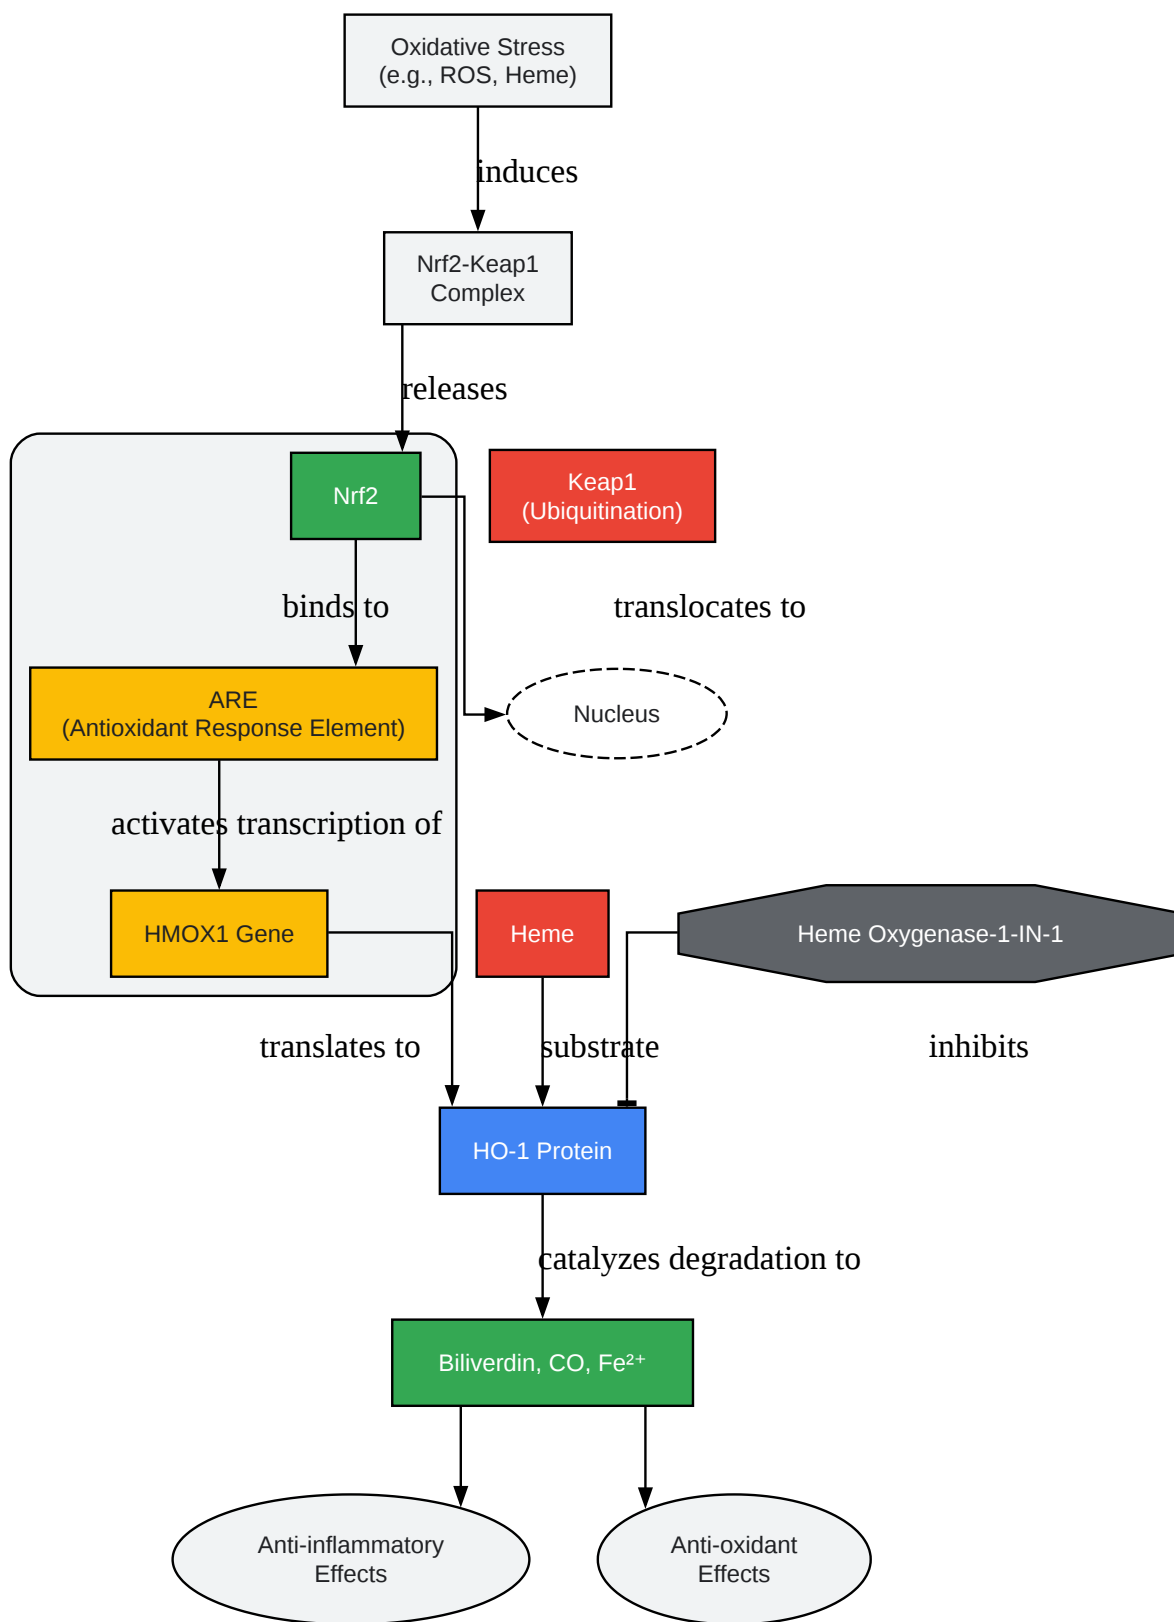 Oxidative Stress
(e.g., ROS, Heme)
induces
Nrf2-Keap1
Complex
releases
Nrf2
Keap1
(Ubiquitination)
binds to
translocates to
ARE
(Antioxidant Response Element)
Nucleus
activates transcription of
HMOX1 Gene
Heme
Heme Oxygenase-1-IN-1
translates to
substrate
inhibits
HO-1 Protein
catalyzes degradation to
Biliverdin, CO, Fe²⁺
Anti-inflammatory
Effects
Anti-oxidant
Effects